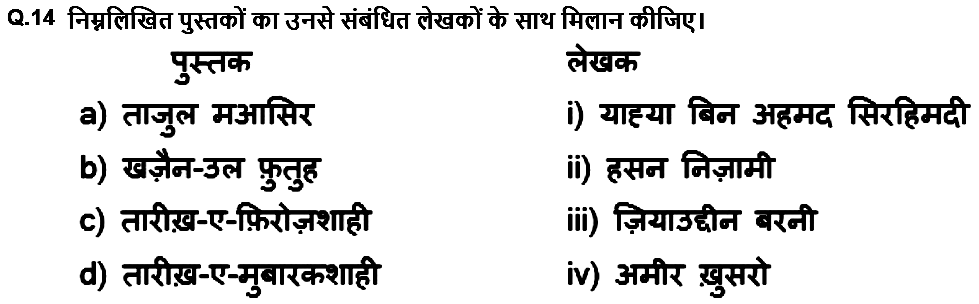 Q.14 निम्नलिखित पुस्तकों का उनसे संबंधित लेखकों के साथ मिलान कीजिए।
पुस्तक लेखक
a) ताजुल मआसिर i) याह्या बिन अहमद सिरहिमदी
b) खज़ैन-उल फ़ुतुह ii) हसन निज़ामी
c) तारीख़-ए-फ़िरोज़शाही iii) ज़ियाउद्दीन बरनी
d) तारीख़-ए-मुबारकशाही iv) अमीर ख़ुसरो